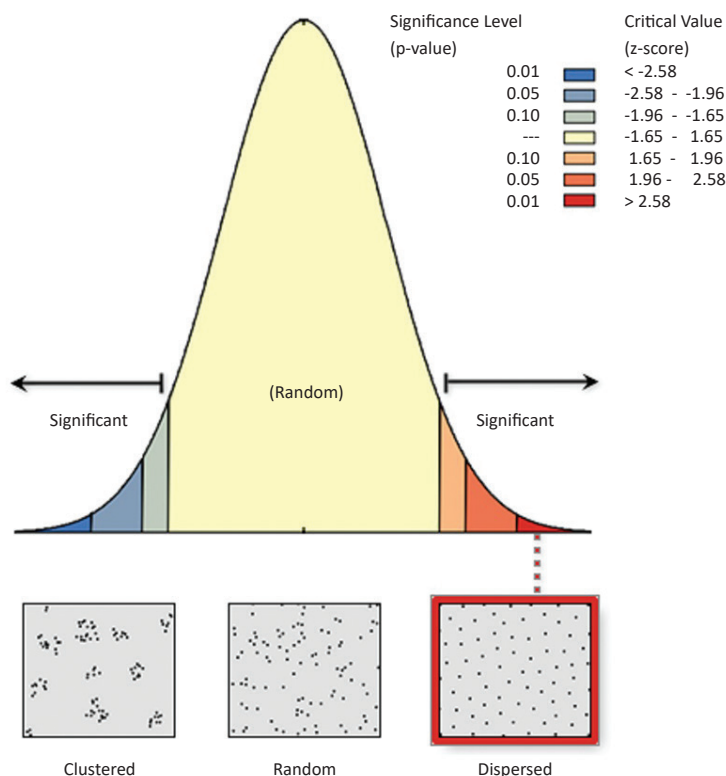 Significance Level Critical Value
(p-value) (z-score)
0.01 < -2.58
0.05 -2.58 - -1.96
0.10 -1.96 - -1.65
--- -1.65 - 1.65
0.10 1.65 - 1.96
0.05 1.96 - 2.58
0.01 > 2.58
(Random)
Significant Significant
Clustered Random Dispersed